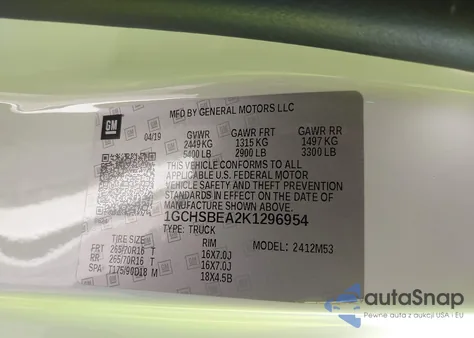 MFD BY GENERAL MOTORS LLC
GM
04/19
GVWR GAWR FRT GAWR RR
2449 KG 1315 KG 1497 KG
5400 LB 2900 LB 3300 LB
THIS VEHICLE CONFORMS TO ALL
APPLICABLE U.S. FEDERAL MOTOR
VEHICLE SAFETY AND THEFT PREVENTION
STANDARDS IN EFFECT ON THE DATE OF
MANUFACTURE SHOWN ABOVE.
1GCHSBEA2K1296954
TYPE: TRUCK
TIRE SIZE RIM MODEL: 2412M53
FRT 265/70R16 T 16X7.0J
RR 265/70R16 T 16X7.0J
SPA T175/90D18 M 18X4.5B
autaSnap
Pewne auta z aukcji USA i EU